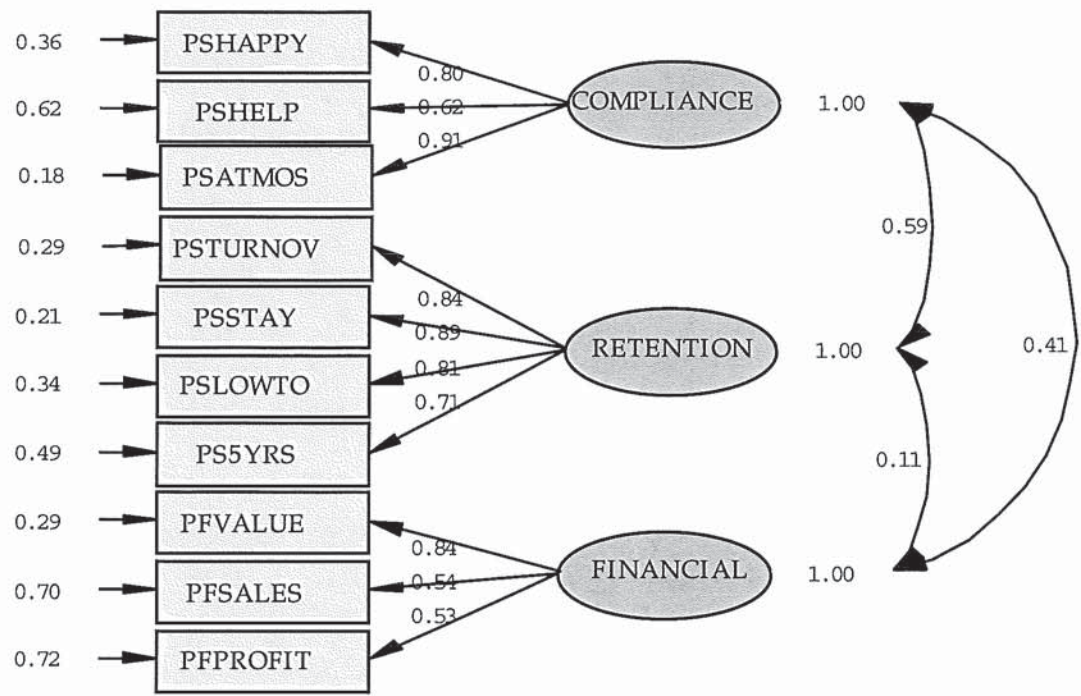 0.36 PSHAPPY
0.80
COMPLIANCE 1.00
0.62 PSHELP
0.62
0.91
0.18 PSATMOS
0.59
0.29 PSTURNOV
0.84
0.21 PSSTAY
0.89
RETENTION 1.00
0.41
0.81
0.34 PSLOWTO
0.71
0.49 PS5YRS
0.11
0.29 PFVALUE
0.84
FINANCIAL 1.00
0.54
0.70 PFSALES
0.53
0.72 PFPROFIT